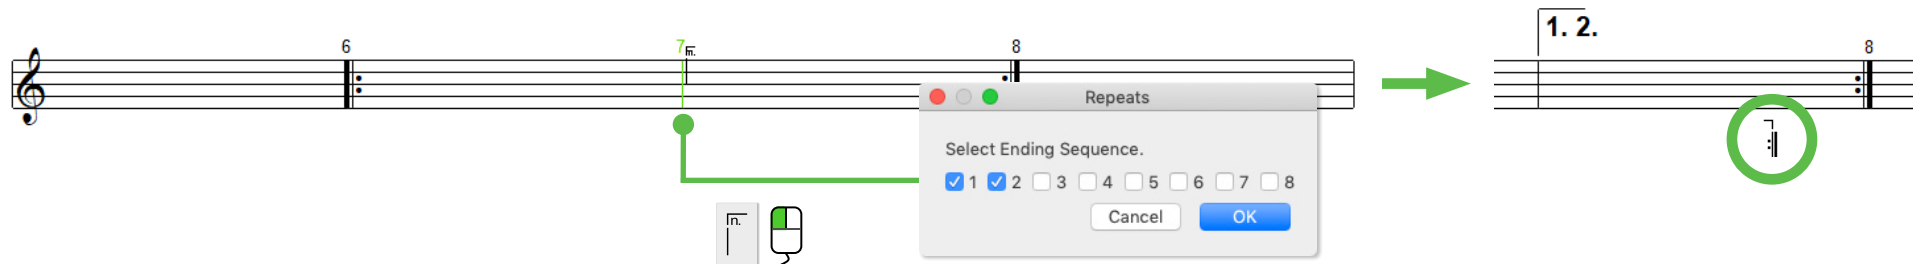 6
7
n.
8
1. 2.
8
Repeats
Select Ending Sequence.
1 2 3 4 5 6 7 8
Cancel OK
n.